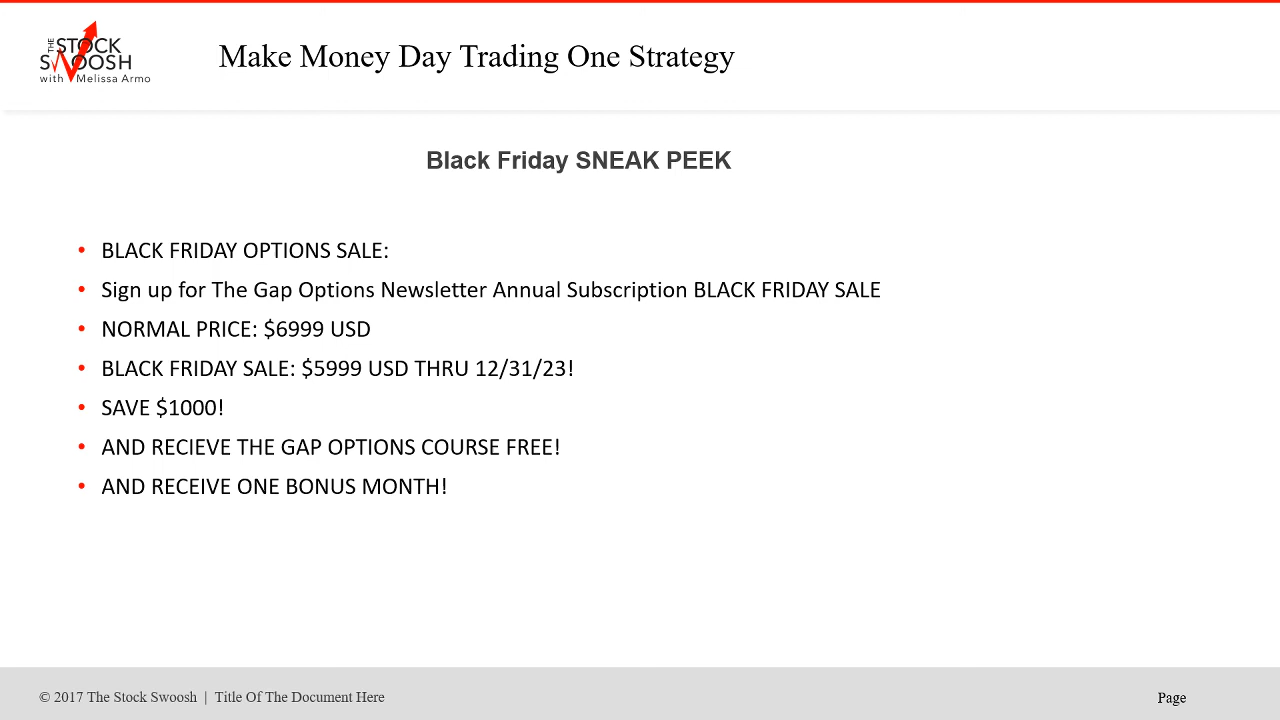 THE STOCK
SWOOSH
with Melissa Armo
Make Money Day Trading One Strategy
Black Friday SNEAK PEEK
• BLACK FRIDAY OPTIONS SALE:
• Sign up for The Gap Options Newsletter Annual Subscription BLACK FRIDAY SALE
• NORMAL PRICE: $6999 USD
• BLACK FRIDAY SALE: $5999 USD THRU 12/31/23!
• SAVE $1000!
• AND RECIEVE THE GAP OPTIONS COURSE FREE!
• AND RECEIVE ONE BONUS MONTH!
© 2017 The Stock Swoosh | Title Of The Document Here
Page